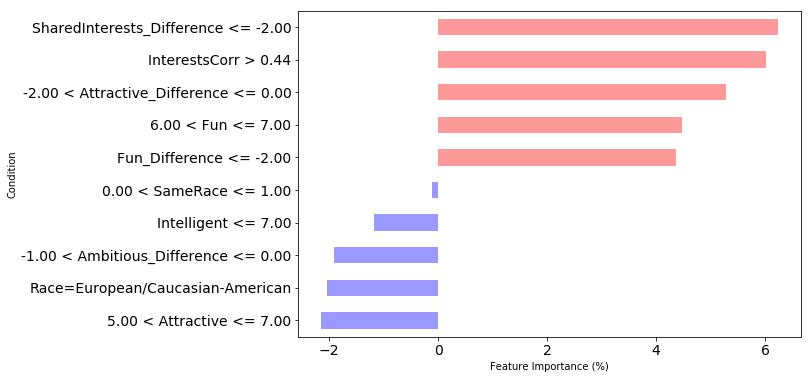 SharedInterests_Difference <= -2.00
InterestsCorr > 0.44
-2.00 < Attractive_Difference <= 0.00
6.00 < Fun <= 7.00
Fun_Difference <= -2.00
0.00 < SameRace <= 1.00
Intelligent <= 7.00
-1.00 < Ambitious_Difference <= 0.00
Race=European/Caucasian-American
5.00 < Attractive <= 7.00
Condition
−2 0 2 4 6
Feature Importance (%)